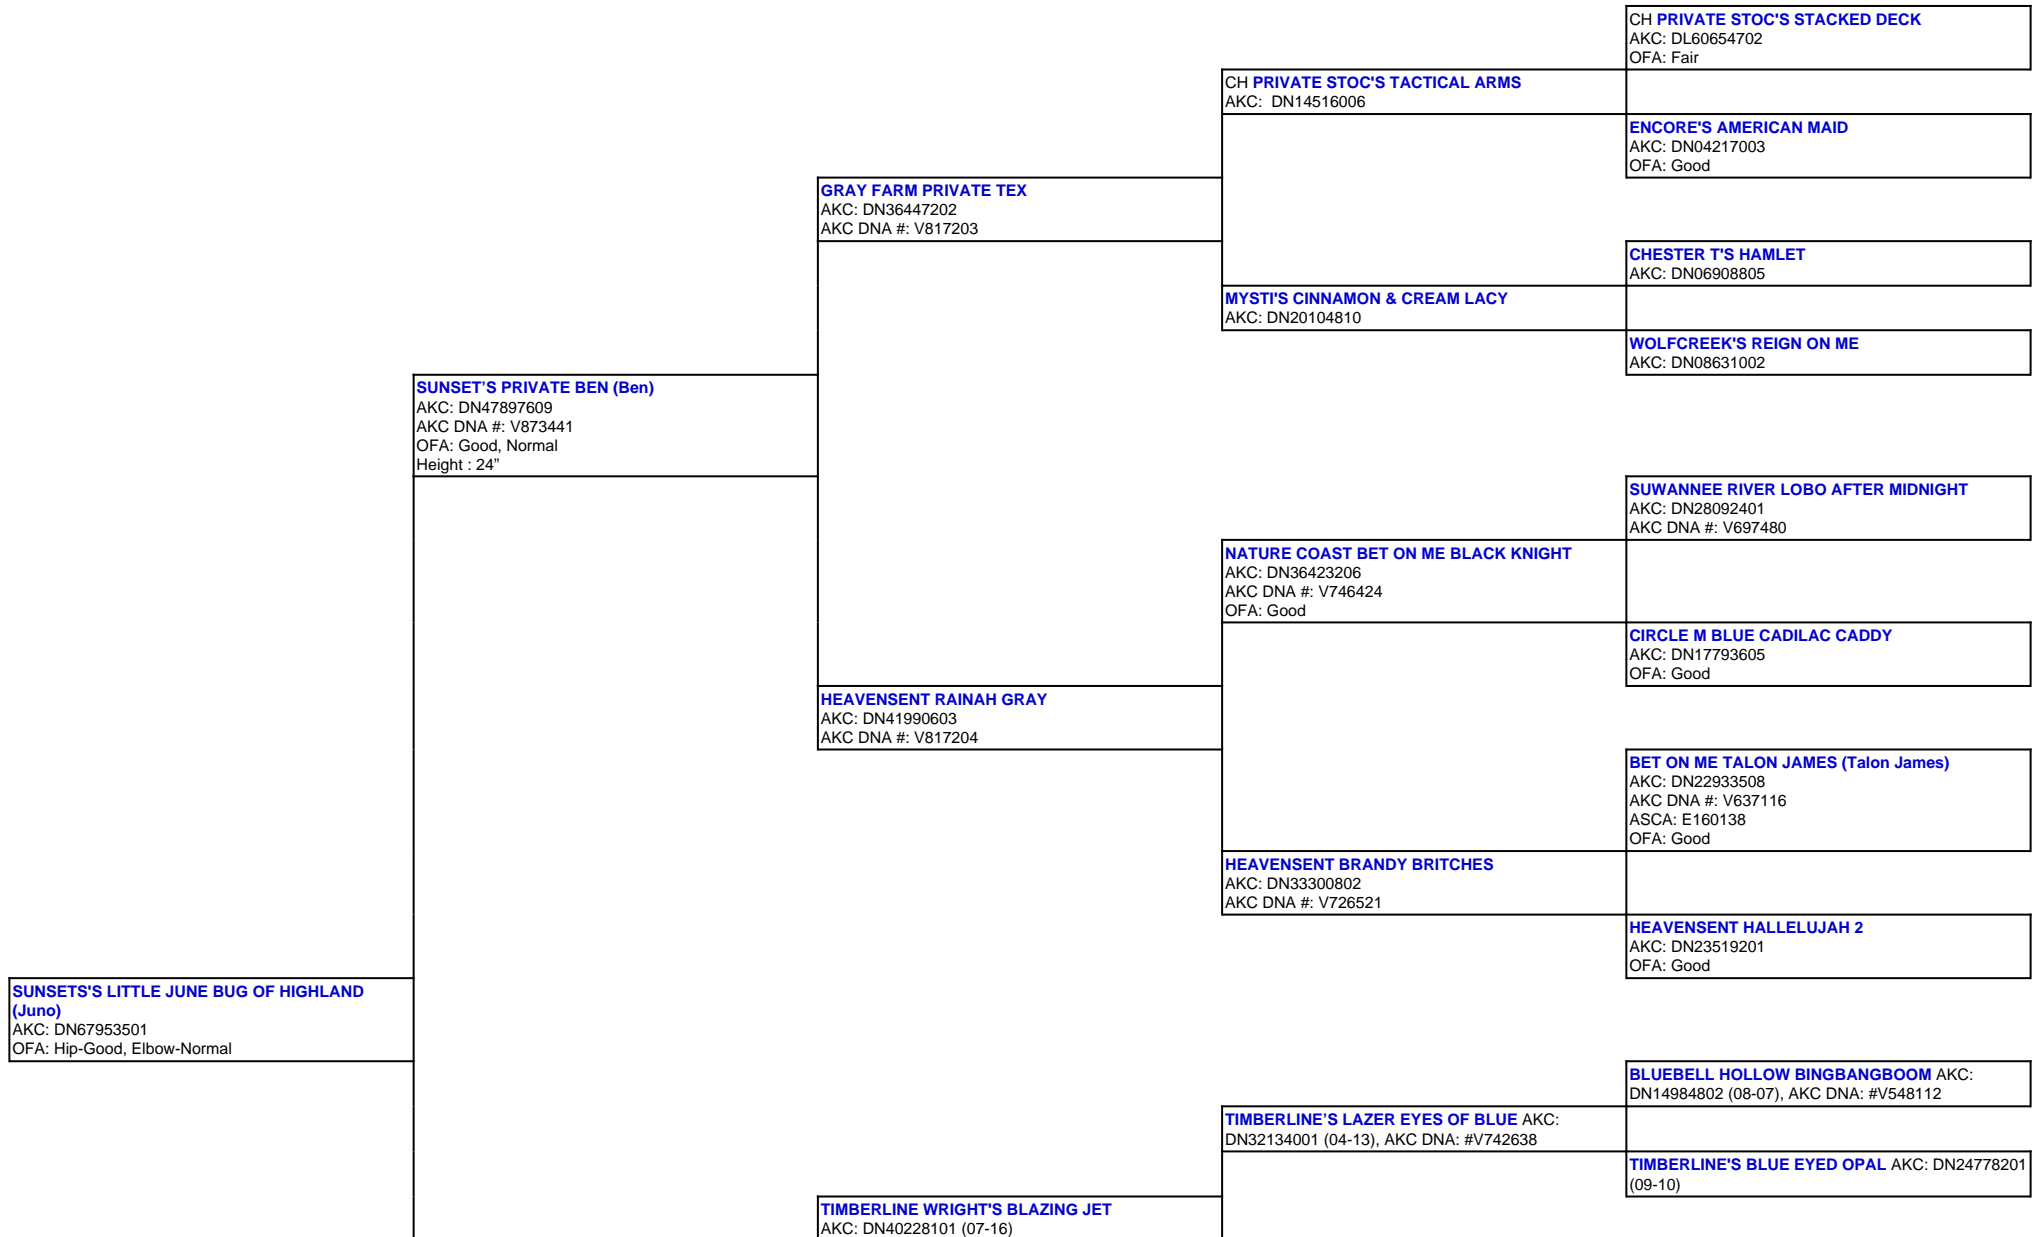 CH PRIVATE STOC'S STACKED DECK
AKC: DL60654702
OFA: Fair
CH PRIVATE STOC'S TACTICAL ARMS
AKC:  DN14516006
ENCORE'S AMERICAN MAID
AKC: DN04217003
OFA: Good
GRAY FARM PRIVATE TEX
AKC: DN36447202
AKC DNA #: V817203
CHESTER T'S HAMLET
AKC: DN06908805
MYSTI'S CINNAMON & CREAM LACY
AKC: DN20104810
WOLFCREEK'S REIGN ON ME
AKC: DN08631002
SUNSET’S PRIVATE BEN (Ben)
AKC: DN47897609
AKC DNA #: V873441
OFA: Good, Normal
Height : 24”
SUWANNEE RIVER LOBO AFTER MIDNIGHT
AKC: DN28092401
AKC DNA #: V697480
NATURE COAST BET ON ME BLACK KNIGHT
AKC: DN36423206
AKC DNA #: V746424
OFA: Good
CIRCLE M BLUE CADILAC CADDY
AKC: DN17793605
OFA: Good
HEAVENSENT RAINAH GRAY
AKC: DN41990603
AKC DNA #: V817204
BET ON ME TALON JAMES (Talon James)
AKC: DN22933508
AKC DNA #: V637116
ASCA: E160138
OFA: Good
HEAVENSENT BRANDY BRITCHES
AKC: DN33300802
AKC DNA #: V726521
HEAVENSENT HALLELUJAH 2
AKC: DN23519201
OFA: Good
SUNSETS'S LITTLE JUNE BUG OF HIGHLAND
(Juno)
AKC: DN67953501
OFA: Hip-Good, Elbow-Normal
BLUEBELL HOLLOW BINGBANGBOOM AKC:
DN14984802 (08-07), AKC DNA: #V548112
TIMBERLINE’S LAZER EYES OF BLUE AKC:
DN32134001 (04-13), AKC DNA: #V742638
TIMBERLINE'S BLUE EYED OPAL AKC: DN24778201
(09-10)
TIMBERLINE WRIGHT'S BLAZING JET
AKC: DN40228101 (07-16)